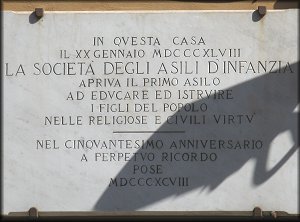 IN QVESTA CASA
IL XX GENNAIO MDCCCXLVIII
LA SOCIETÀ DEGLI ASILI D'INFANZIA
APRIVA IL PRIMO ASILO
AD EDVCARE ED ISTRVIRE
I FIGLI DEL POPOLO
NELLE RELIGIOSE E CIVILI VIRTV'
NEL CINQVANTESIMO ANNIVERSARIO
A PERPETVO RICORDO
POSE
MDCCCXCVIII